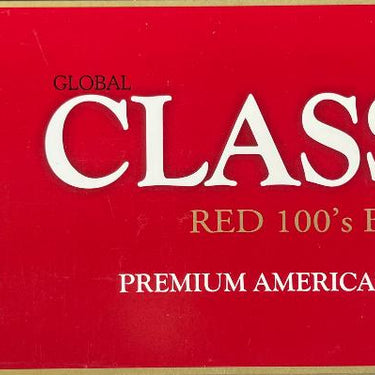 GLOBAL
CLASS
RED 100's B
PREMIUM AMERICA